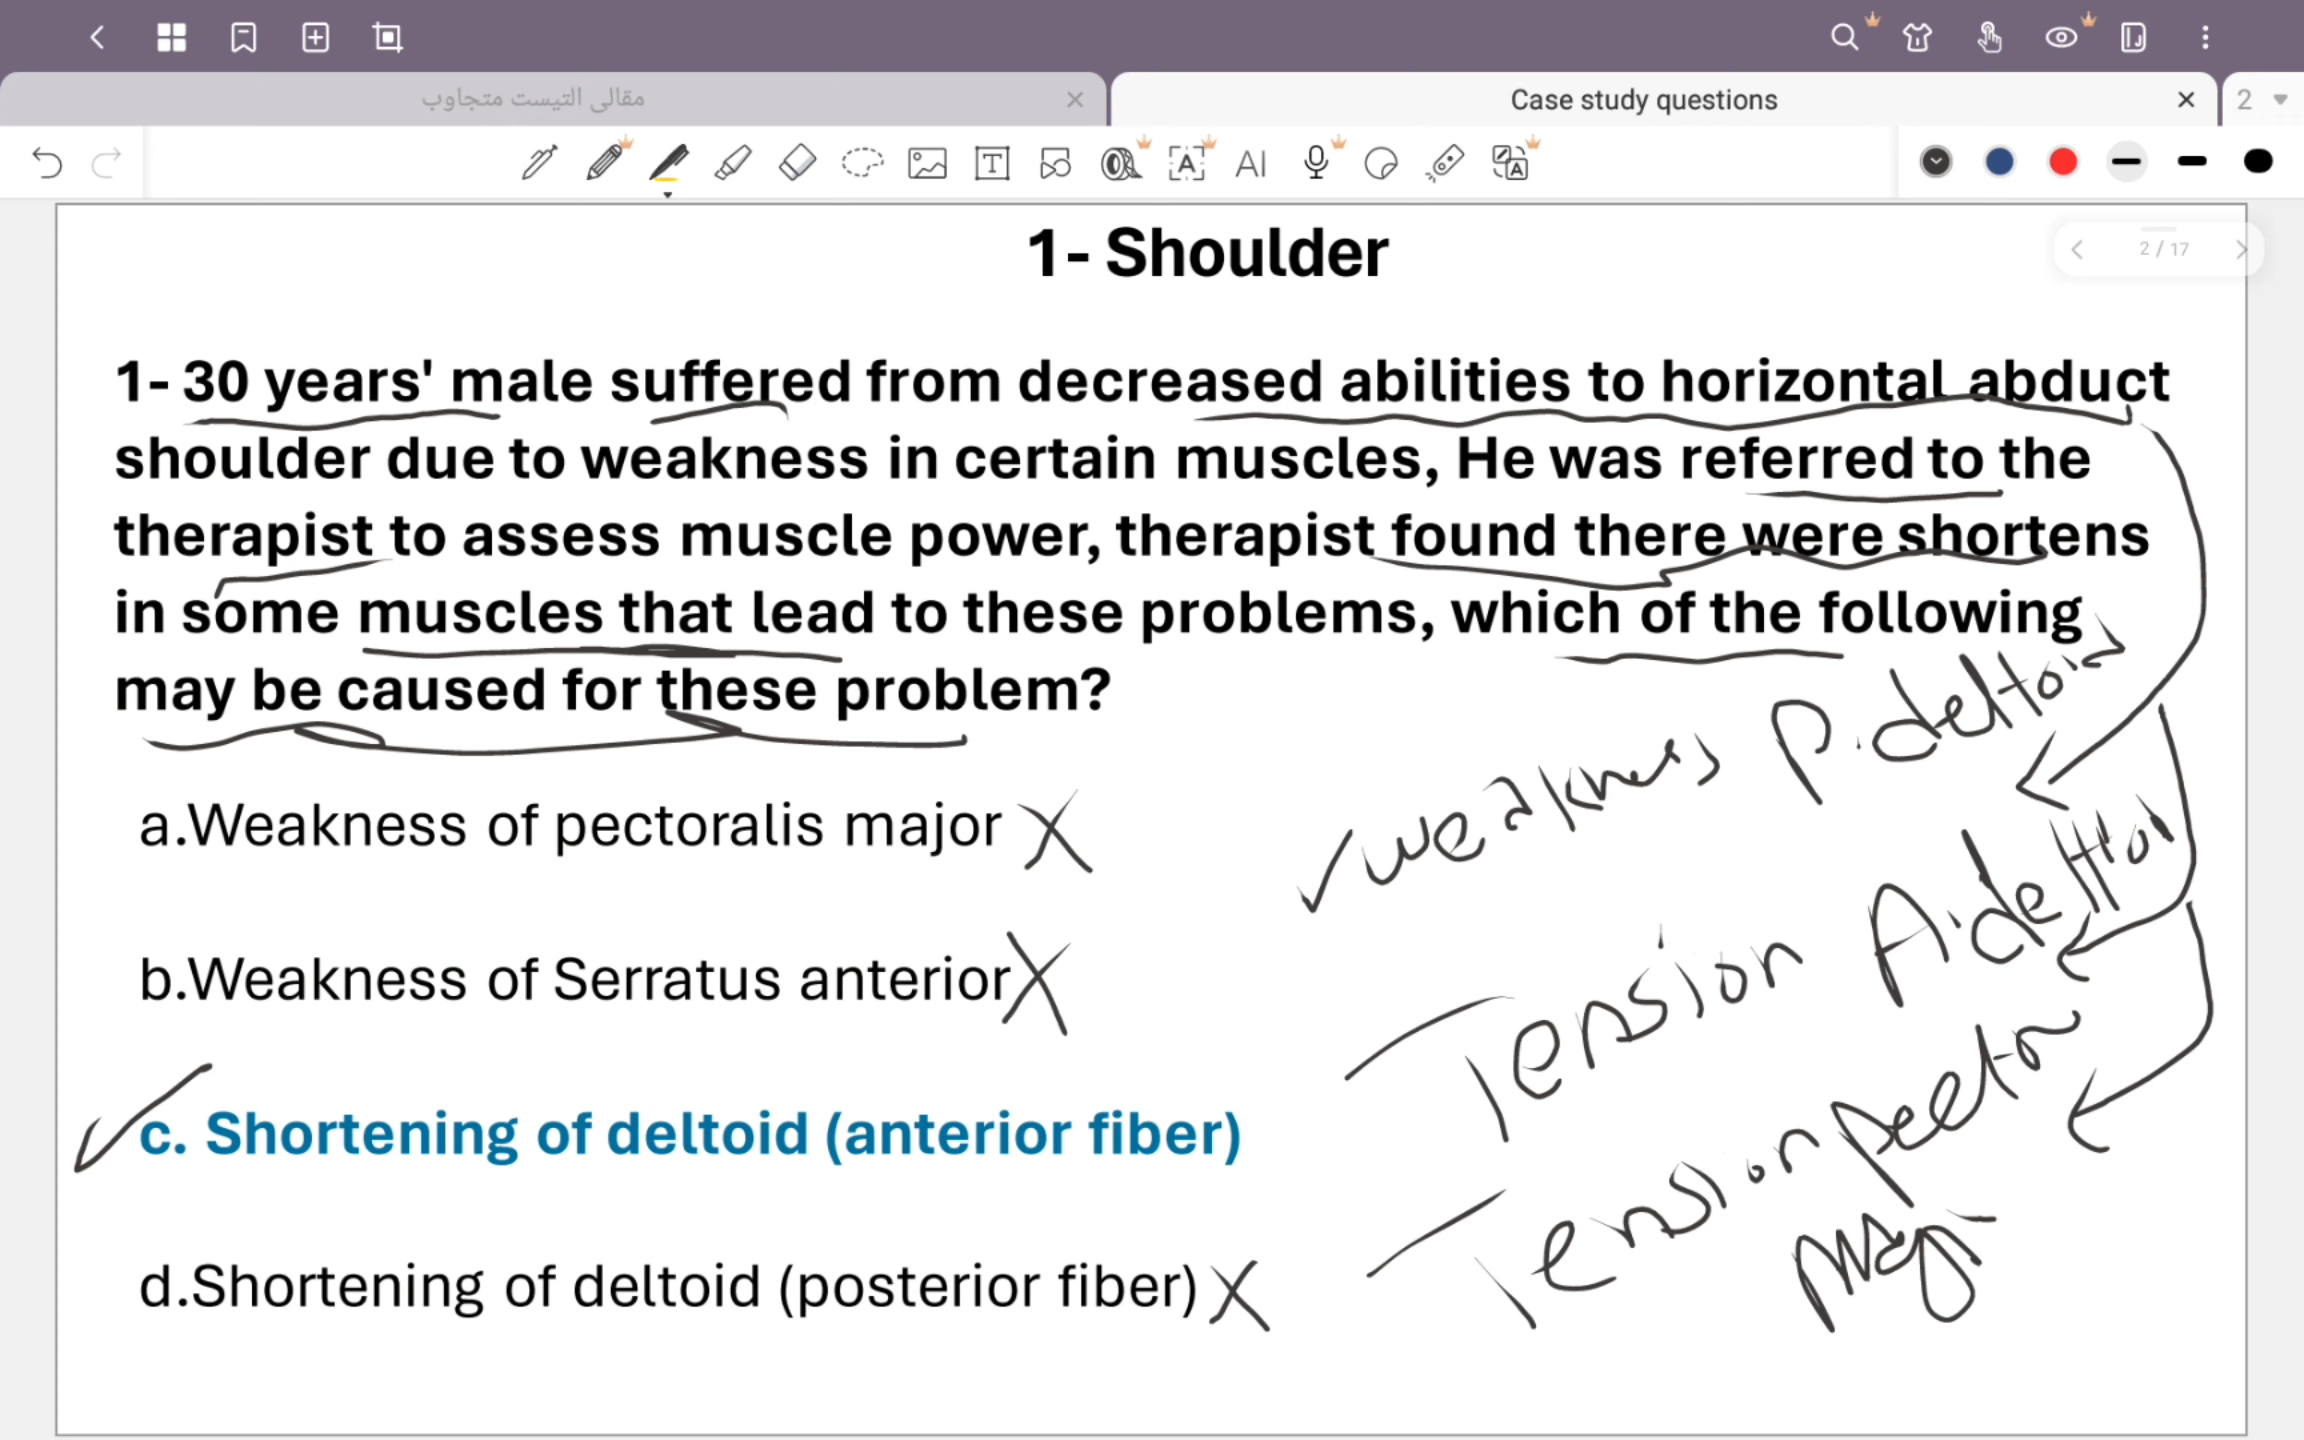 مقالى التيست متجاوب
Case study questions
2
1- Shoulder
2 / 17
1- 30 years' male suffered from decreased abilities to horizontal abduct
shoulder due to weakness in certain muscles, He was referred to the
therapist to assess muscle power, therapist found there were shortens
in some muscles that lead to these problems, which of the following
may be caused for these problem?
weakness P.deltoid
a.Weakness of pectoralis major X
Tension A.deltoi
b.Weakness of Serratus anterior X
Tension pector
c. Shortening of deltoid (anterior fiber)
d.Shortening of deltoid (posterior fiber) X